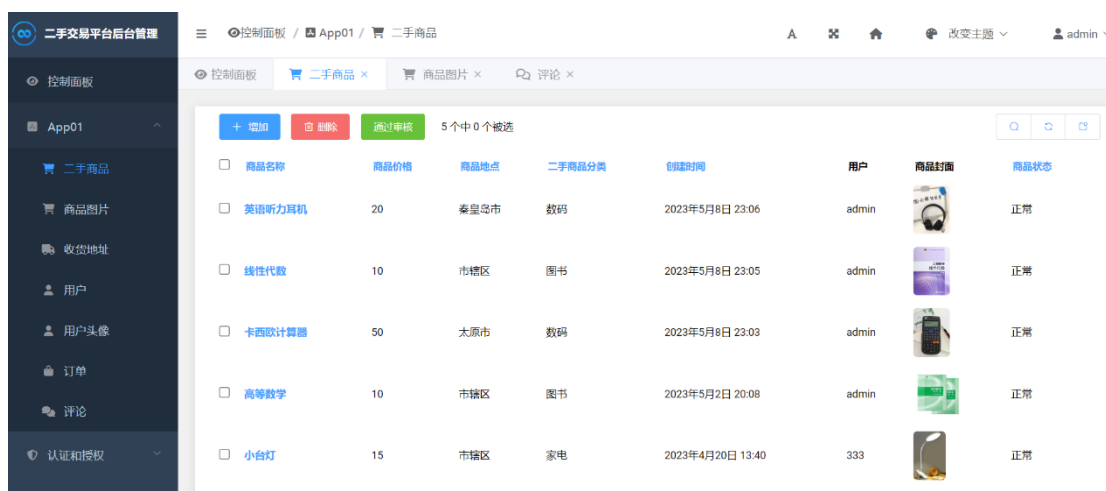 二手交易平台后台管理
控制面板 / App01 / 二手商品
A
改变主题
admin
控制面板
二手商品 ×
商品图片 ×
评论 ×
控制面板
App01
二手商品
商品图片
收货地址
用户
用户头像
订单
评论
认证和授权
+ 增加
删除
通过审核
5 个中 0 个被选
商品名称 商品价格 商品地点 二手商品分类 创建时间 用户 商品封面 商品状态
英语听力耳机 20 秦皇岛市 数码 2023年5月8日 23:06 admin 正常
线性代数 10 市辖区 图书 2023年5月8日 23:05 admin 正常
卡西欧计算器 50 太原市 数码 2023年5月8日 23:03 admin 正常
高等数学 10 市辖区 图书 2023年5月2日 20:08 admin 正常
小台灯 15 市辖区 家电 2023年4月20日 13:40 333 正常